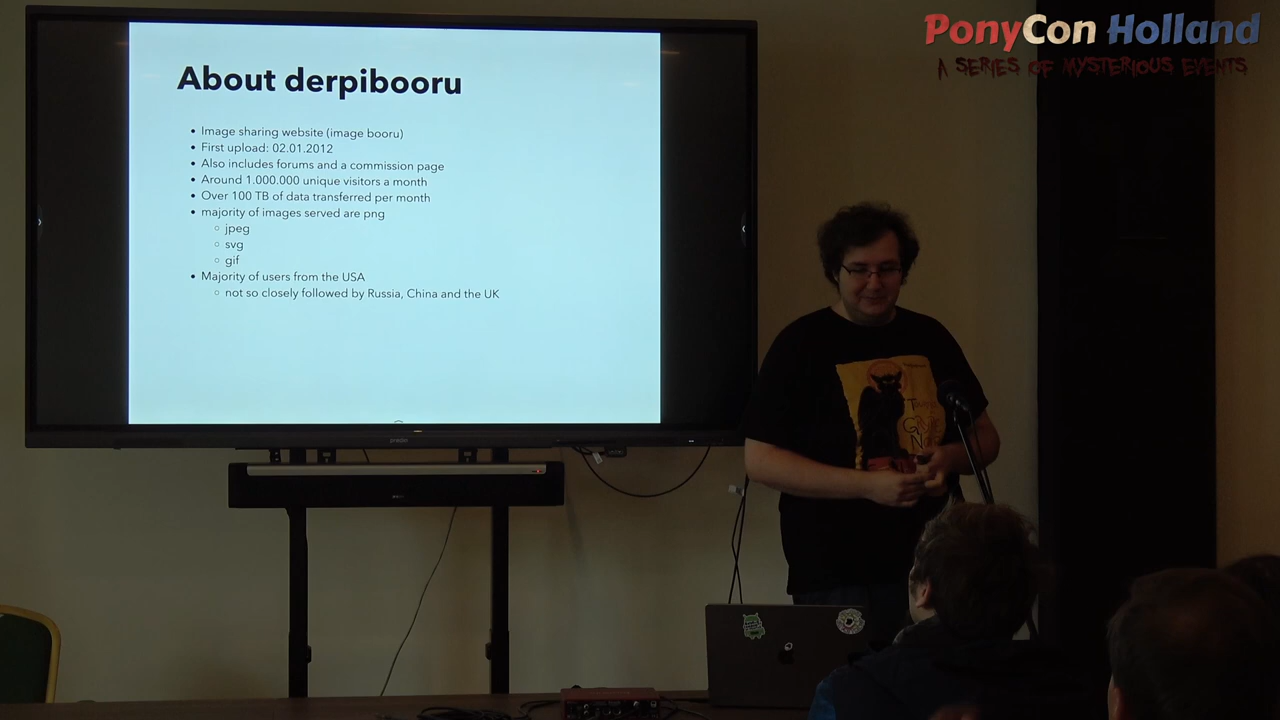 PonyCon Holland
A SERIES OF MYSTERIOUS EVENTS
About derpibooru
• Image sharing website (image booru)
• First upload: 02.01.2012
• Also includes forums and a commission page
• Around 1.000.000 unique visitors a month
• Over 100 TB of data transferred per month
• majority of images served are png
○ jpeg
○ svg
○ gif
• Majority of users from the USA
○ not so closely followed by Russia, China and the UK